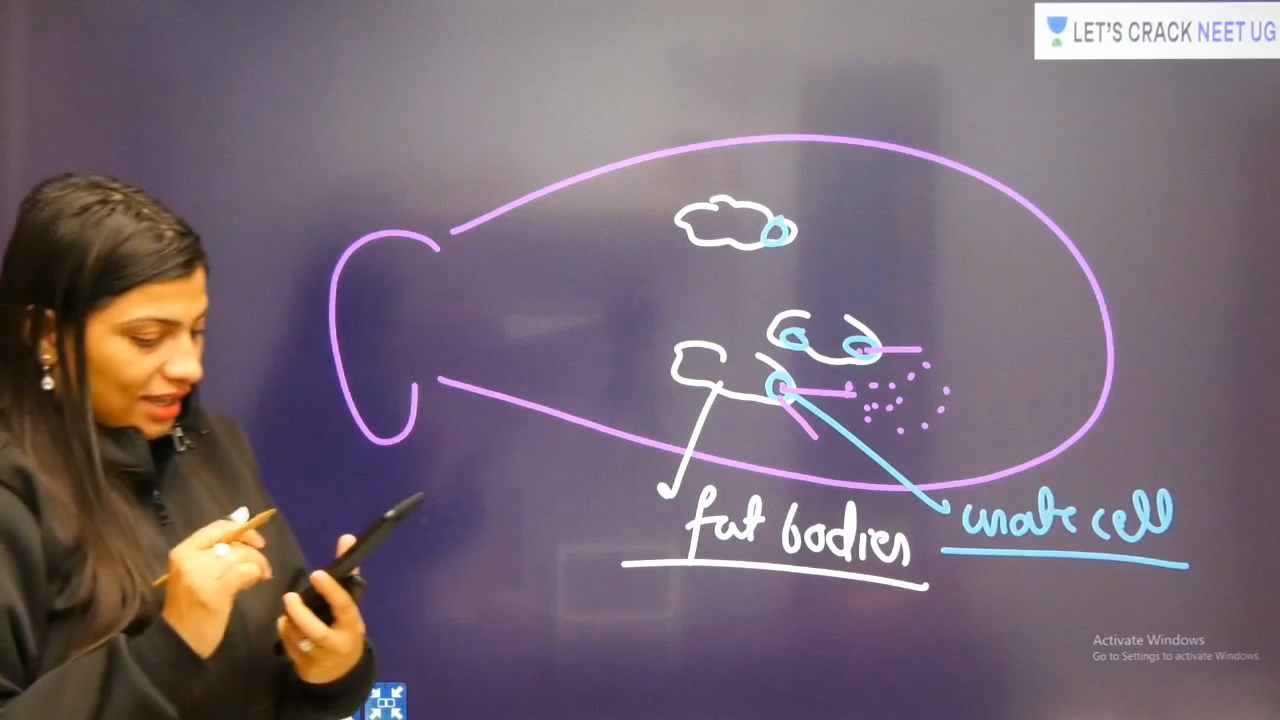 LET'S CRACK NEET UG
fat bodies
urate cell
Activate Windows
Go to Settings to activate Windows.